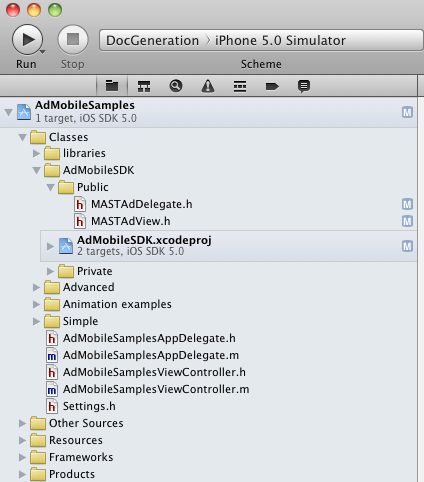 DocGeneration iPhone 5.0 Simulator
Run Stop Scheme
AdMobileSamples M
1 target, iOS SDK 5.0
Classes
libraries
AdMobileSDK
Public
h MASTAdDelegate.h M
h MASTAdView.h M
AdMobileSDK.xcodeproj M
2 targets, iOS SDK 5.0
Private
Advanced
Animation examples
Simple
h AdMobileSamplesAppDelegate.h
m AdMobileSamplesAppDelegate.m
h AdMobileSamplesViewController.h
m AdMobileSamplesViewController.m
h Settings.h
Other Sources
Resources
Frameworks
Products